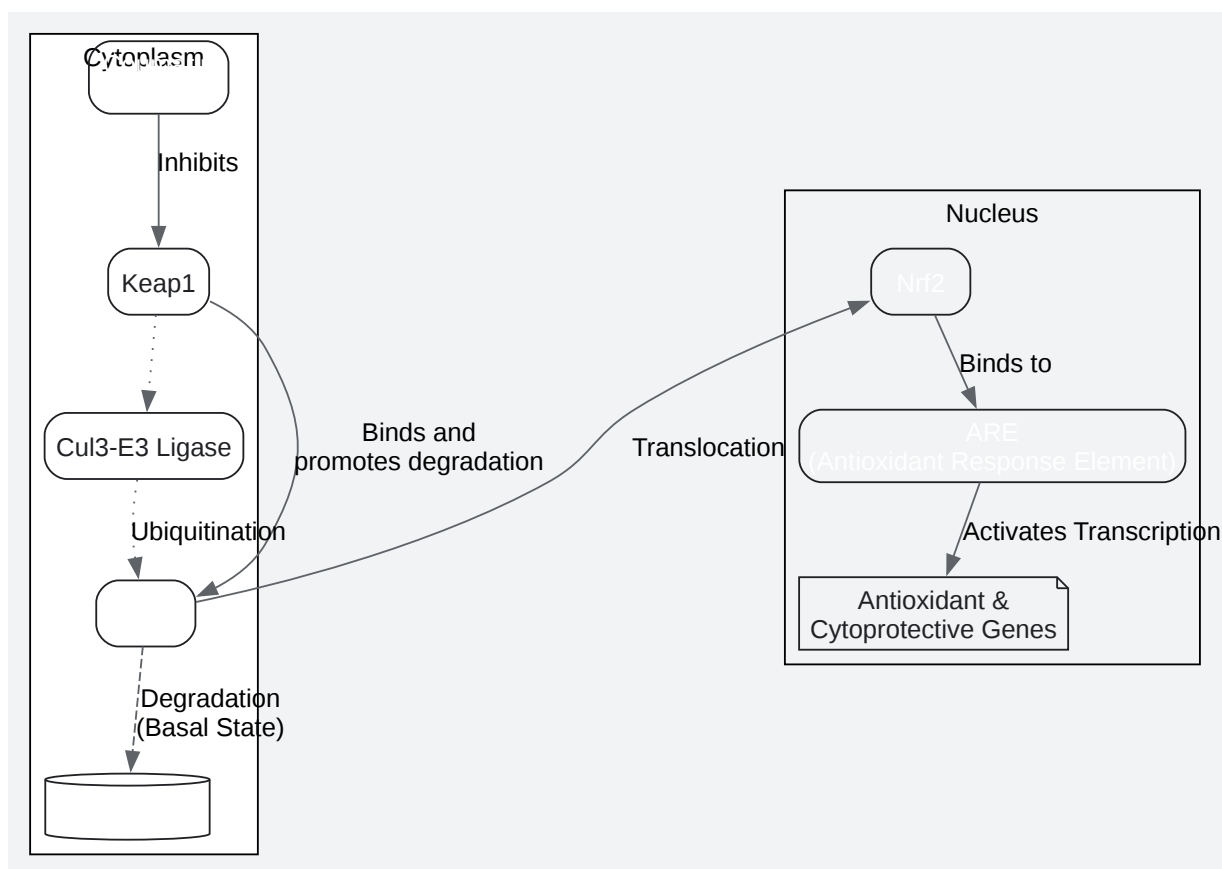 Cytoplasm
Inhibits
Keap1
Cul3-E3 Ligase
Ubiquitination
Binds and
promotes degradation
Degradation
(Basal State)
Translocation
Nucleus
Nrf2
Binds to
ARE
(Antioxidant Response Element)
Activates Transcription
Antioxidant &
Cytoprotective Genes